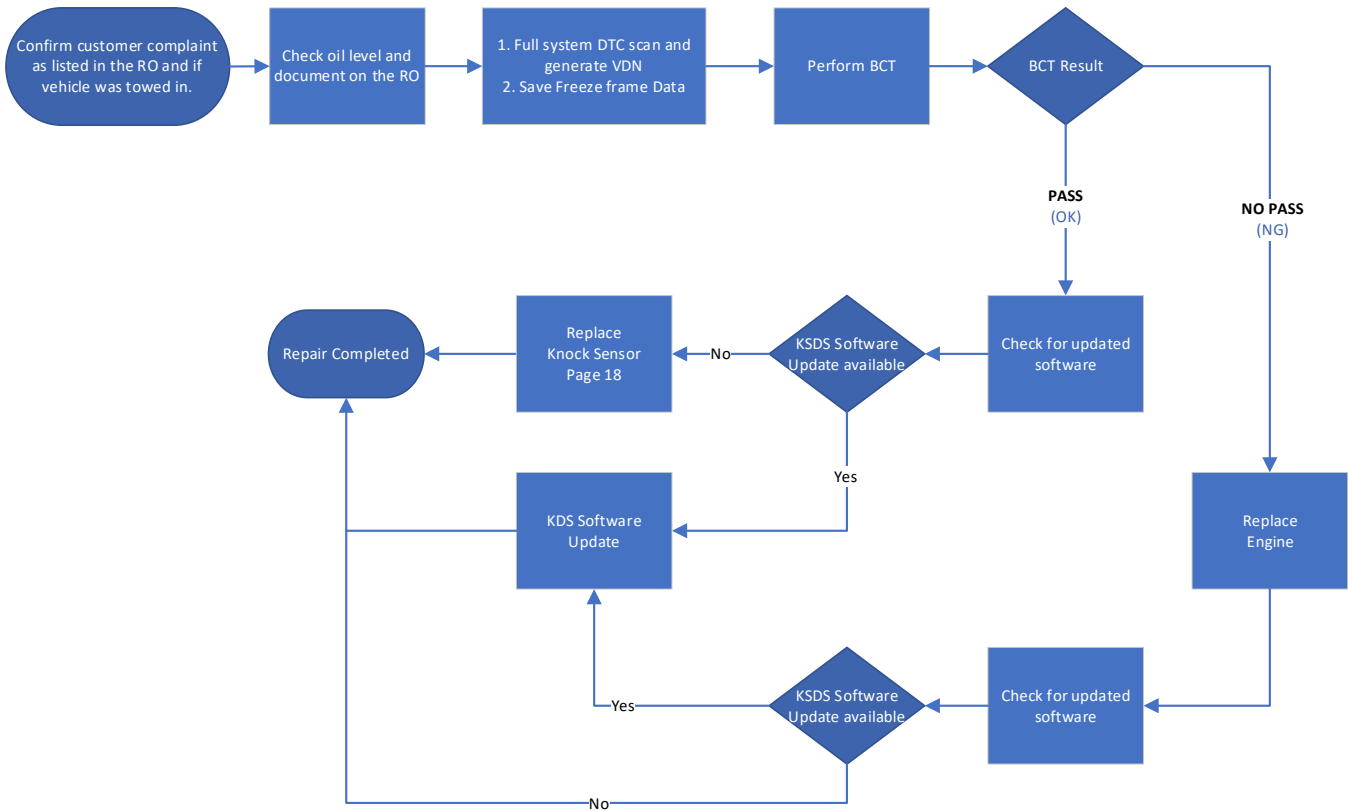 Confirm customer complaint
as listed in the RO and if
vehicle was towed in.
Check oil level and
document on the RO
1. Full system DTC scan and
generate VDN
2. Save Freeze frame Data
Perform BCT
BCT Result
PASS
(OK)
NO PASS
(NG)
Repair Completed
Replace
Knock Sensor
Page 18
No
KSDS Software
Update available
Check for updated
software
Yes
KDS Software
Update
Replace
Engine
Yes
KSDS Software
Update available
Check for updated
software
No